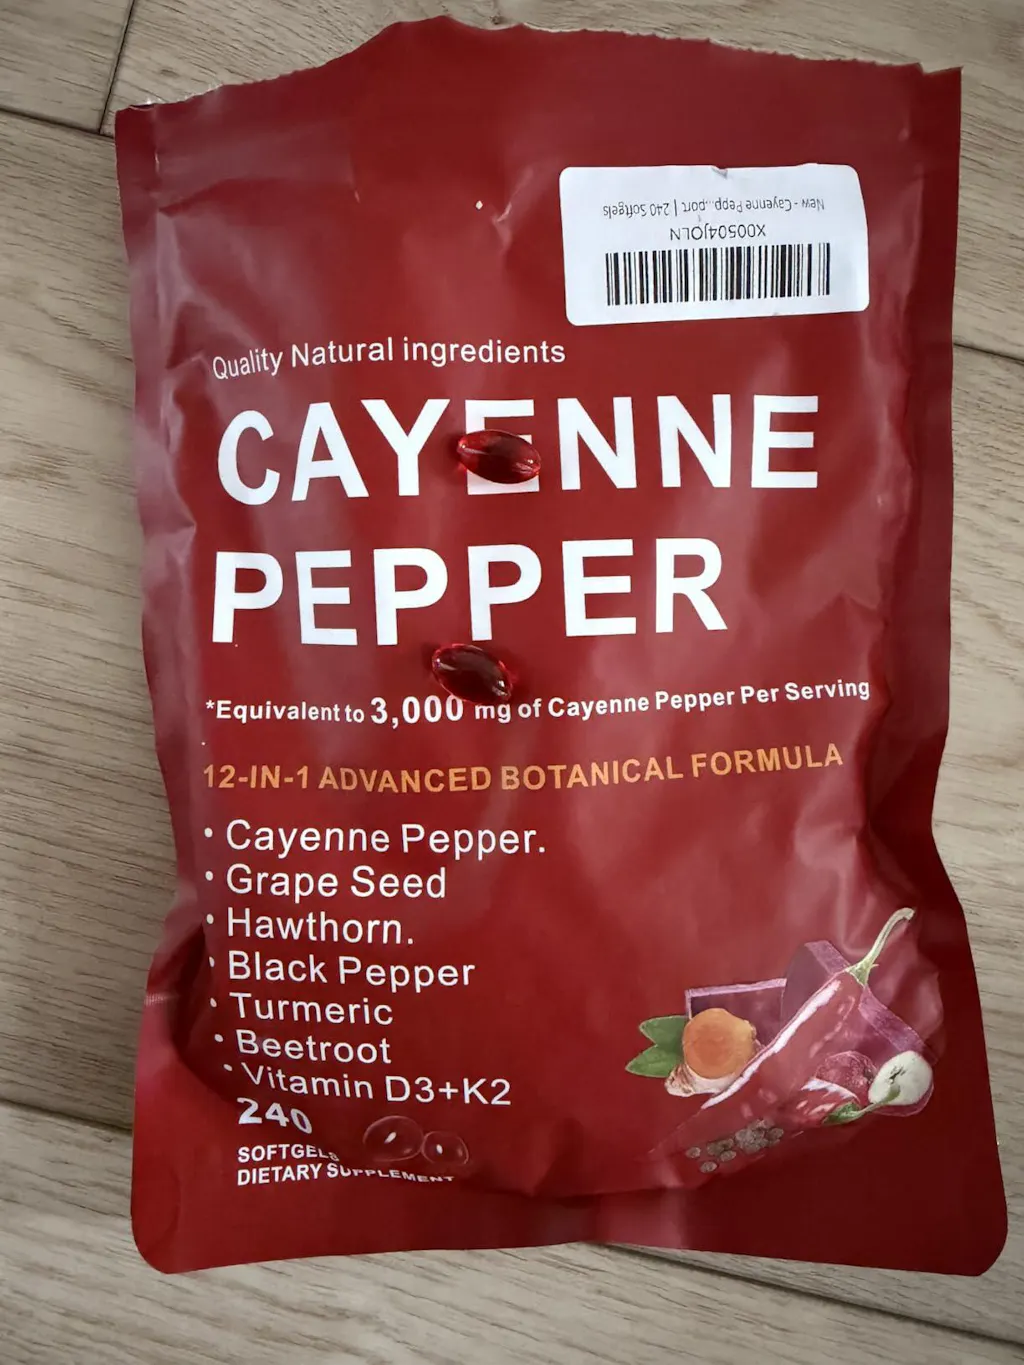 New - Cayenne Pepp...port | 240 Softgels
X00504JOLN
Quality Natural ingredients
CAYENNE
PEPPER
*Equivalent to 3,000 mg of Cayenne Pepper Per Serving
12-IN-1 ADVANCED BOTANICAL FORMULA
• Cayenne Pepper.
• Grape Seed
• Hawthorn.
• Black Pepper
• Turmeric
• Beetroot
• Vitamin D3+K2
240
SOFTGELS
DIETARY SUPPLEMENT